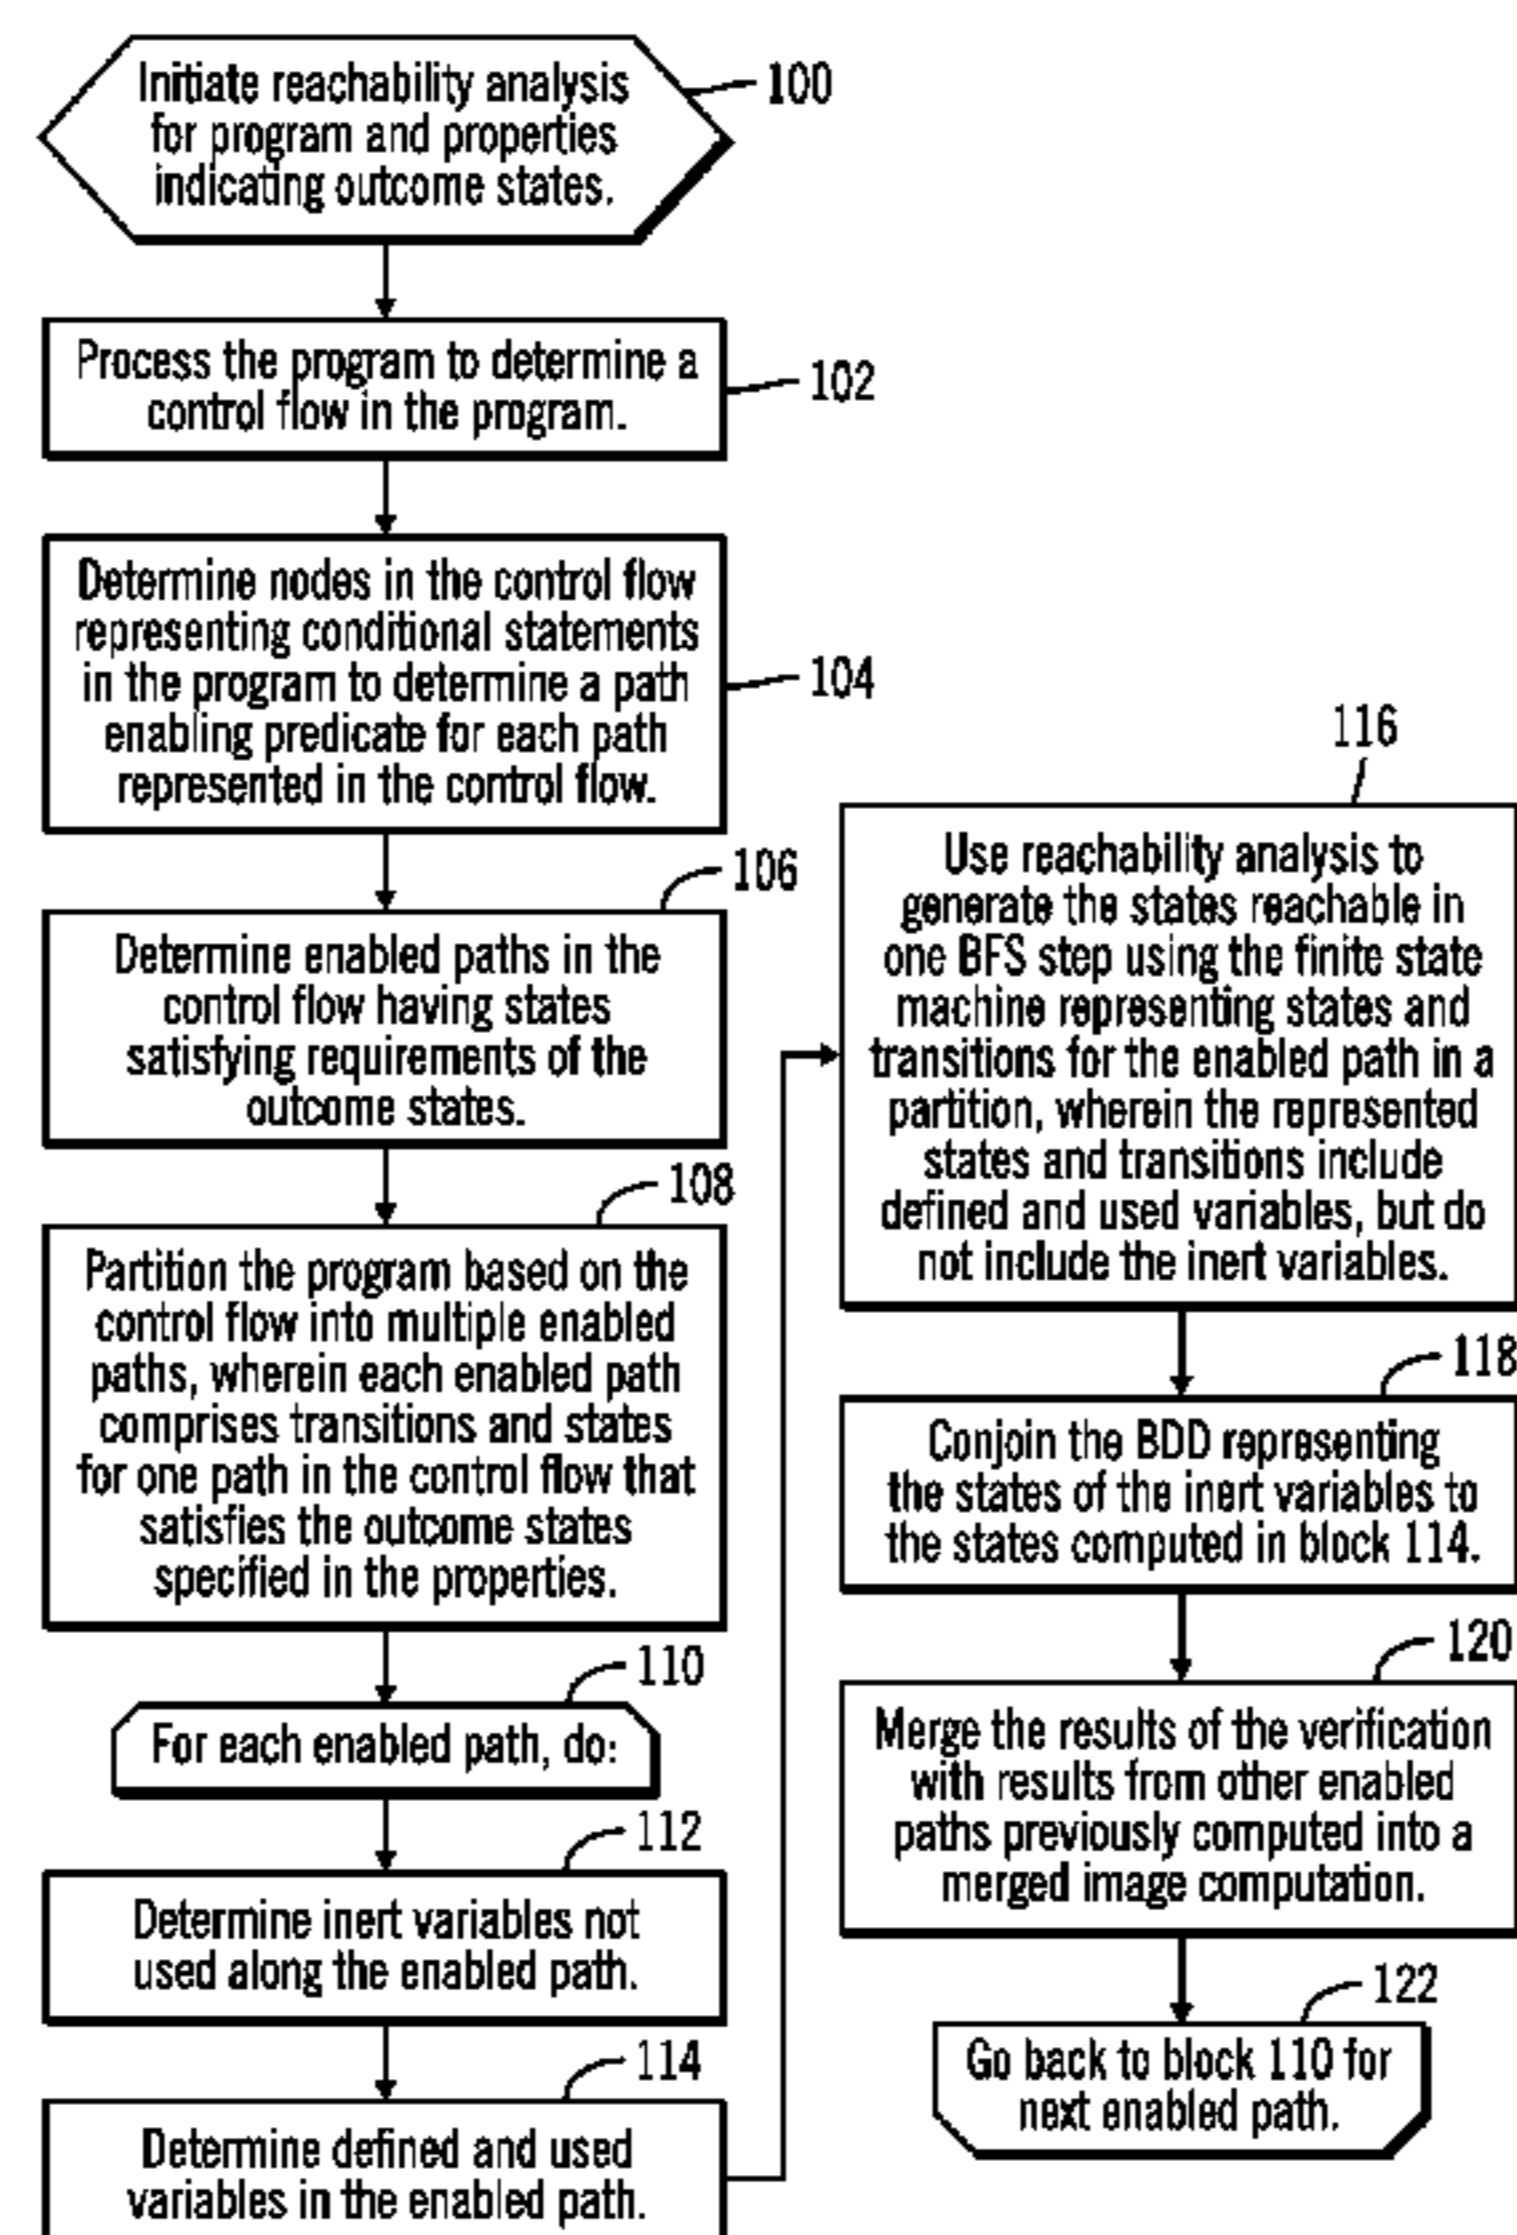 Initiate reachability analysis
for program and properties
indicating outcome states.
100
Process the program to determine a
control flow in the program.
102
Determine nodes in the control flow
representing conditional statements
in the program to determine a path
enabling predicate for each path
represented in the control flow.
104
106
Determine enabled paths in the
control flow having states
satisfying requirements of the
outcome states.
108
Partition the program based on the
control flow into multiple enabled
paths, wherein each enabled path
comprises transitions and states
for one path in the control flow that
satisfies the outcome states
specified in the properties.
110
For each enabled path, do:
112
Determine inert variables not
used along the enabled path.
114
Determine defined and used
variables in the enabled path.
116
Use reachability analysis to
generate the states reachable in
one BFS step using the finite state
machine representing states and
transitions for the enabled path in a
partition, wherein the represented
states and transitions include
defined and used variables, but do
not include the inert variables.
118
Conjoin the BDD representing
the states of the inert variables to
the states computed in block 114.
120
Merge the results of the verification
with results from other enabled
paths previously computed into a
merged image computation.
122
Go back to block 110 for
next enabled path.